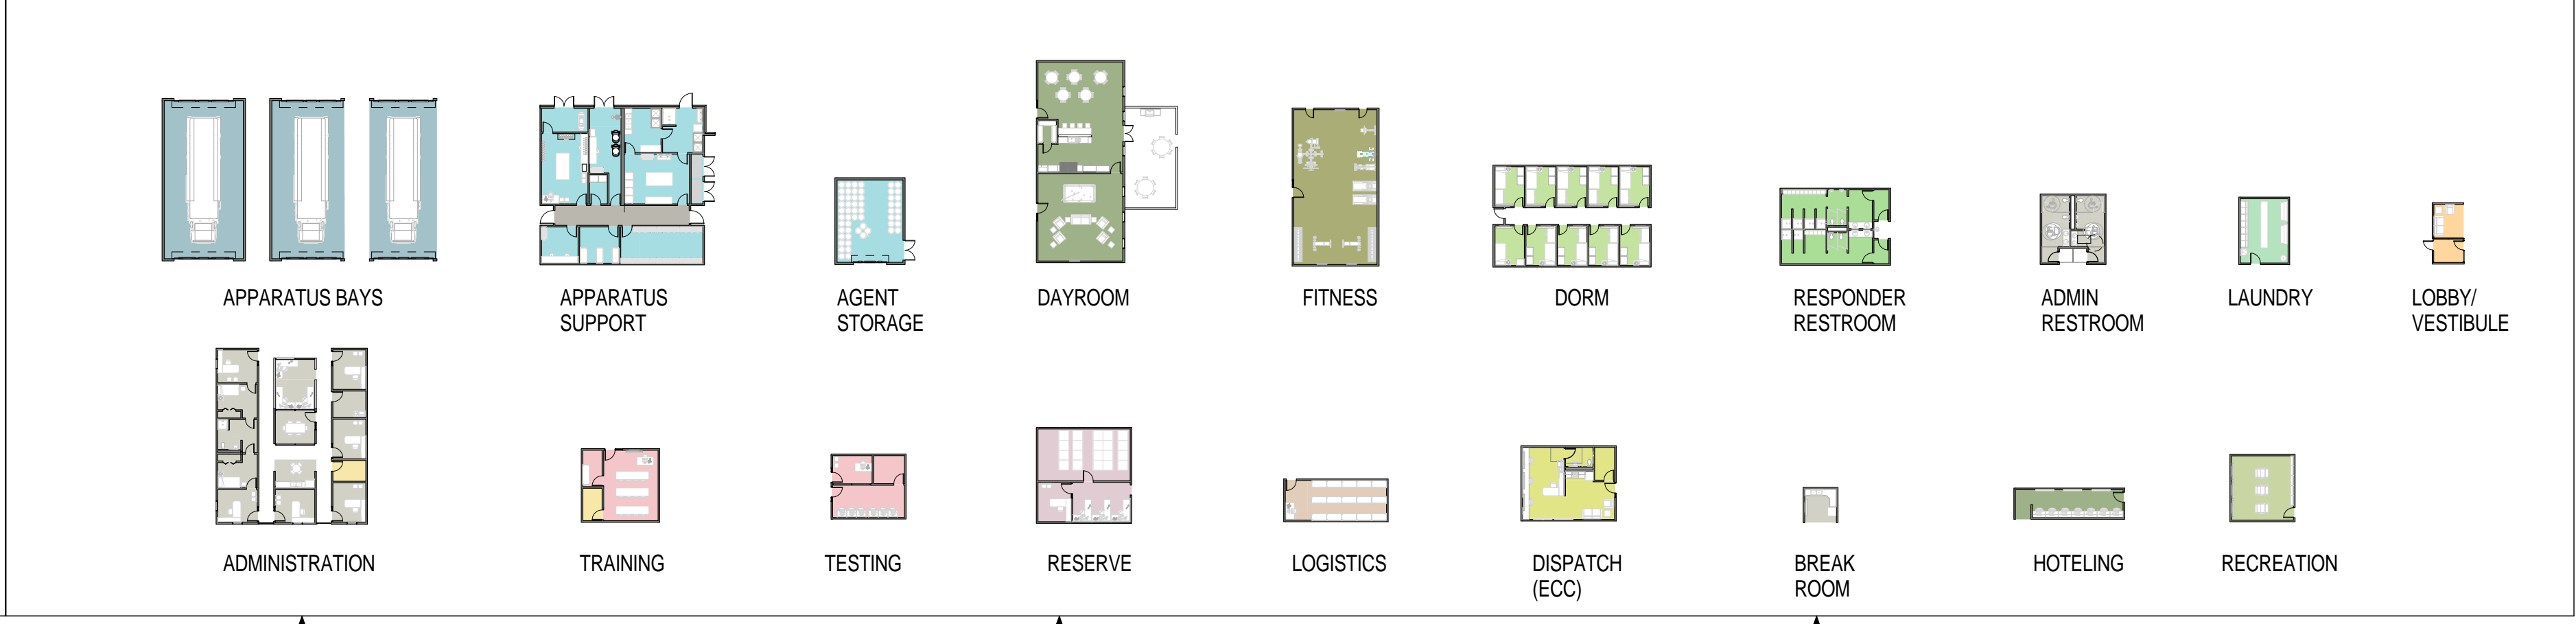 APPARATUS BAYS
APPARATUS
SUPPORT
AGENT
STORAGE
DAYROOM
FITNESS
DORM
RESPONDER
RESTROOM
ADMIN
RESTROOM
LAUNDRY
LOBBY/
VESTIBULE
ADMINISTRATION
TRAINING
TESTING
RESERVE
LOGISTICS
DISPATCH
(ECC)
BREAK
ROOM
HOTELING
RECREATION